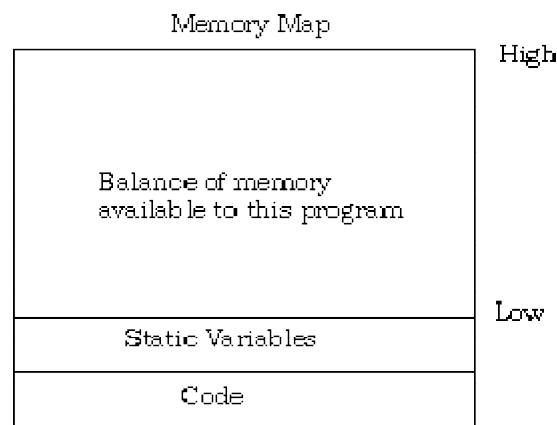 Memory Map
High
Balance of memory
available to this program
Low
Static Variables
Code